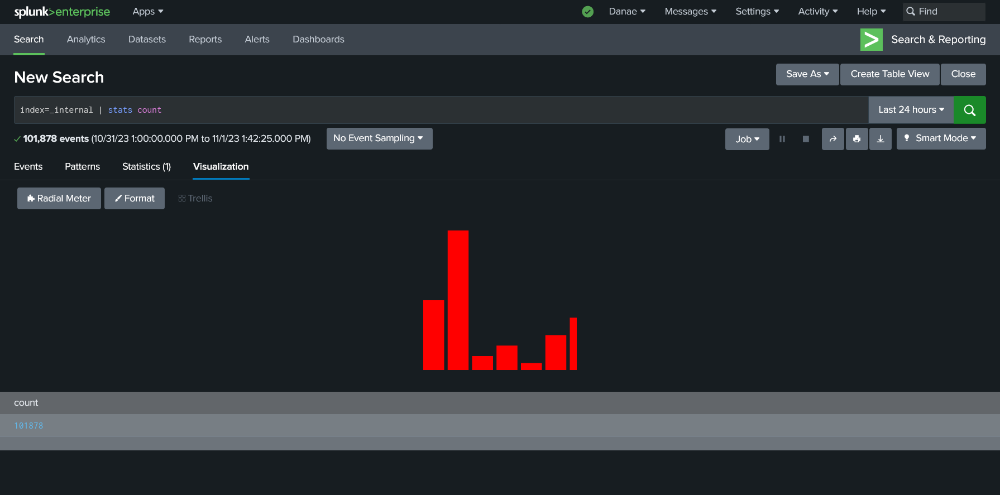 splunk>enterprise Apps Danae Messages Settings Activity Help Find
Search Analytics Datasets Reports Alerts Dashboards Search & Reporting
New Search Save As Create Table View Close
index=_internal | stats count Last 24 hours
101,878 events (10/31/23 1:00:00.000 PM to 11/1/23 1:42:25.000 PM) No Event Sampling Job Smart Mode
Events Patterns Statistics (1) Visualization
Radial Meter Format Trellis
count
101878